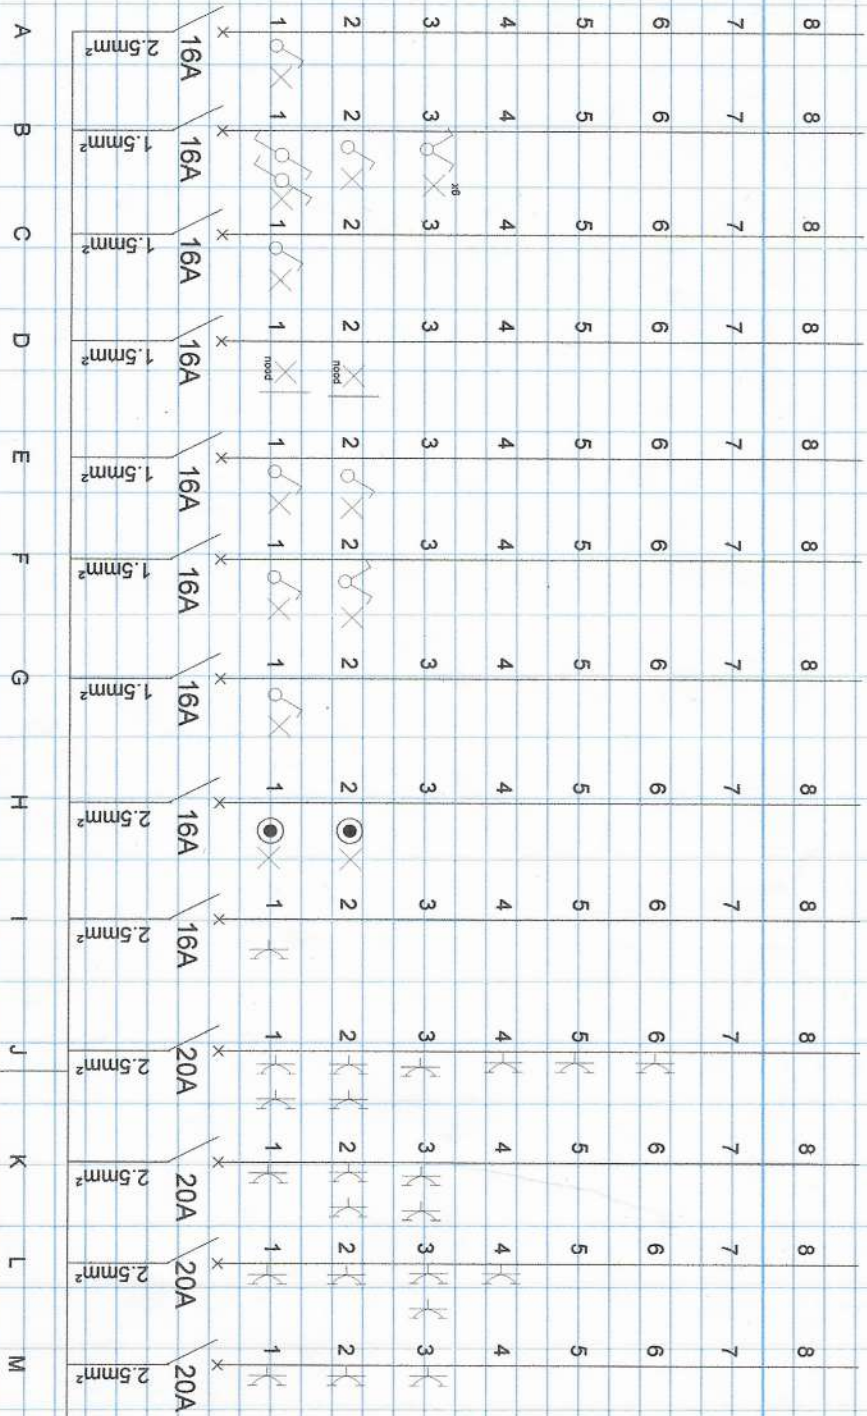 A 2.5mm² 16A 1 2 3 4 5 6 7 8
B 1.5mm² 16A 1 2 3 4 5 6 7 8
x6
C 1.5mm² 16A 1 2 3 4 5 6 7 8
D 1.5mm² 16A 1 2 3 4 5 6 7 8
nood nood
E 1.5mm² 16A 1 2 3 4 5 6 7 8
F 1.5mm² 16A 1 2 3 4 5 6 7 8
G 1.5mm² 16A 1 2 3 4 5 6 7 8
H 2.5mm² 16A 1 2 3 4 5 6 7 8
I 2.5mm² 16A 1 2 3 4 5 6 7 8
J 2.5mm² 20A 1 2 3 4 5 6 7 8
K 2.5mm² 20A 1 2 3 4 5 6 7 8
L 2.5mm² 20A 1 2 3 4 5 6 7 8
M 2.5mm² 20A 1 2 3 4 5 6 7 8